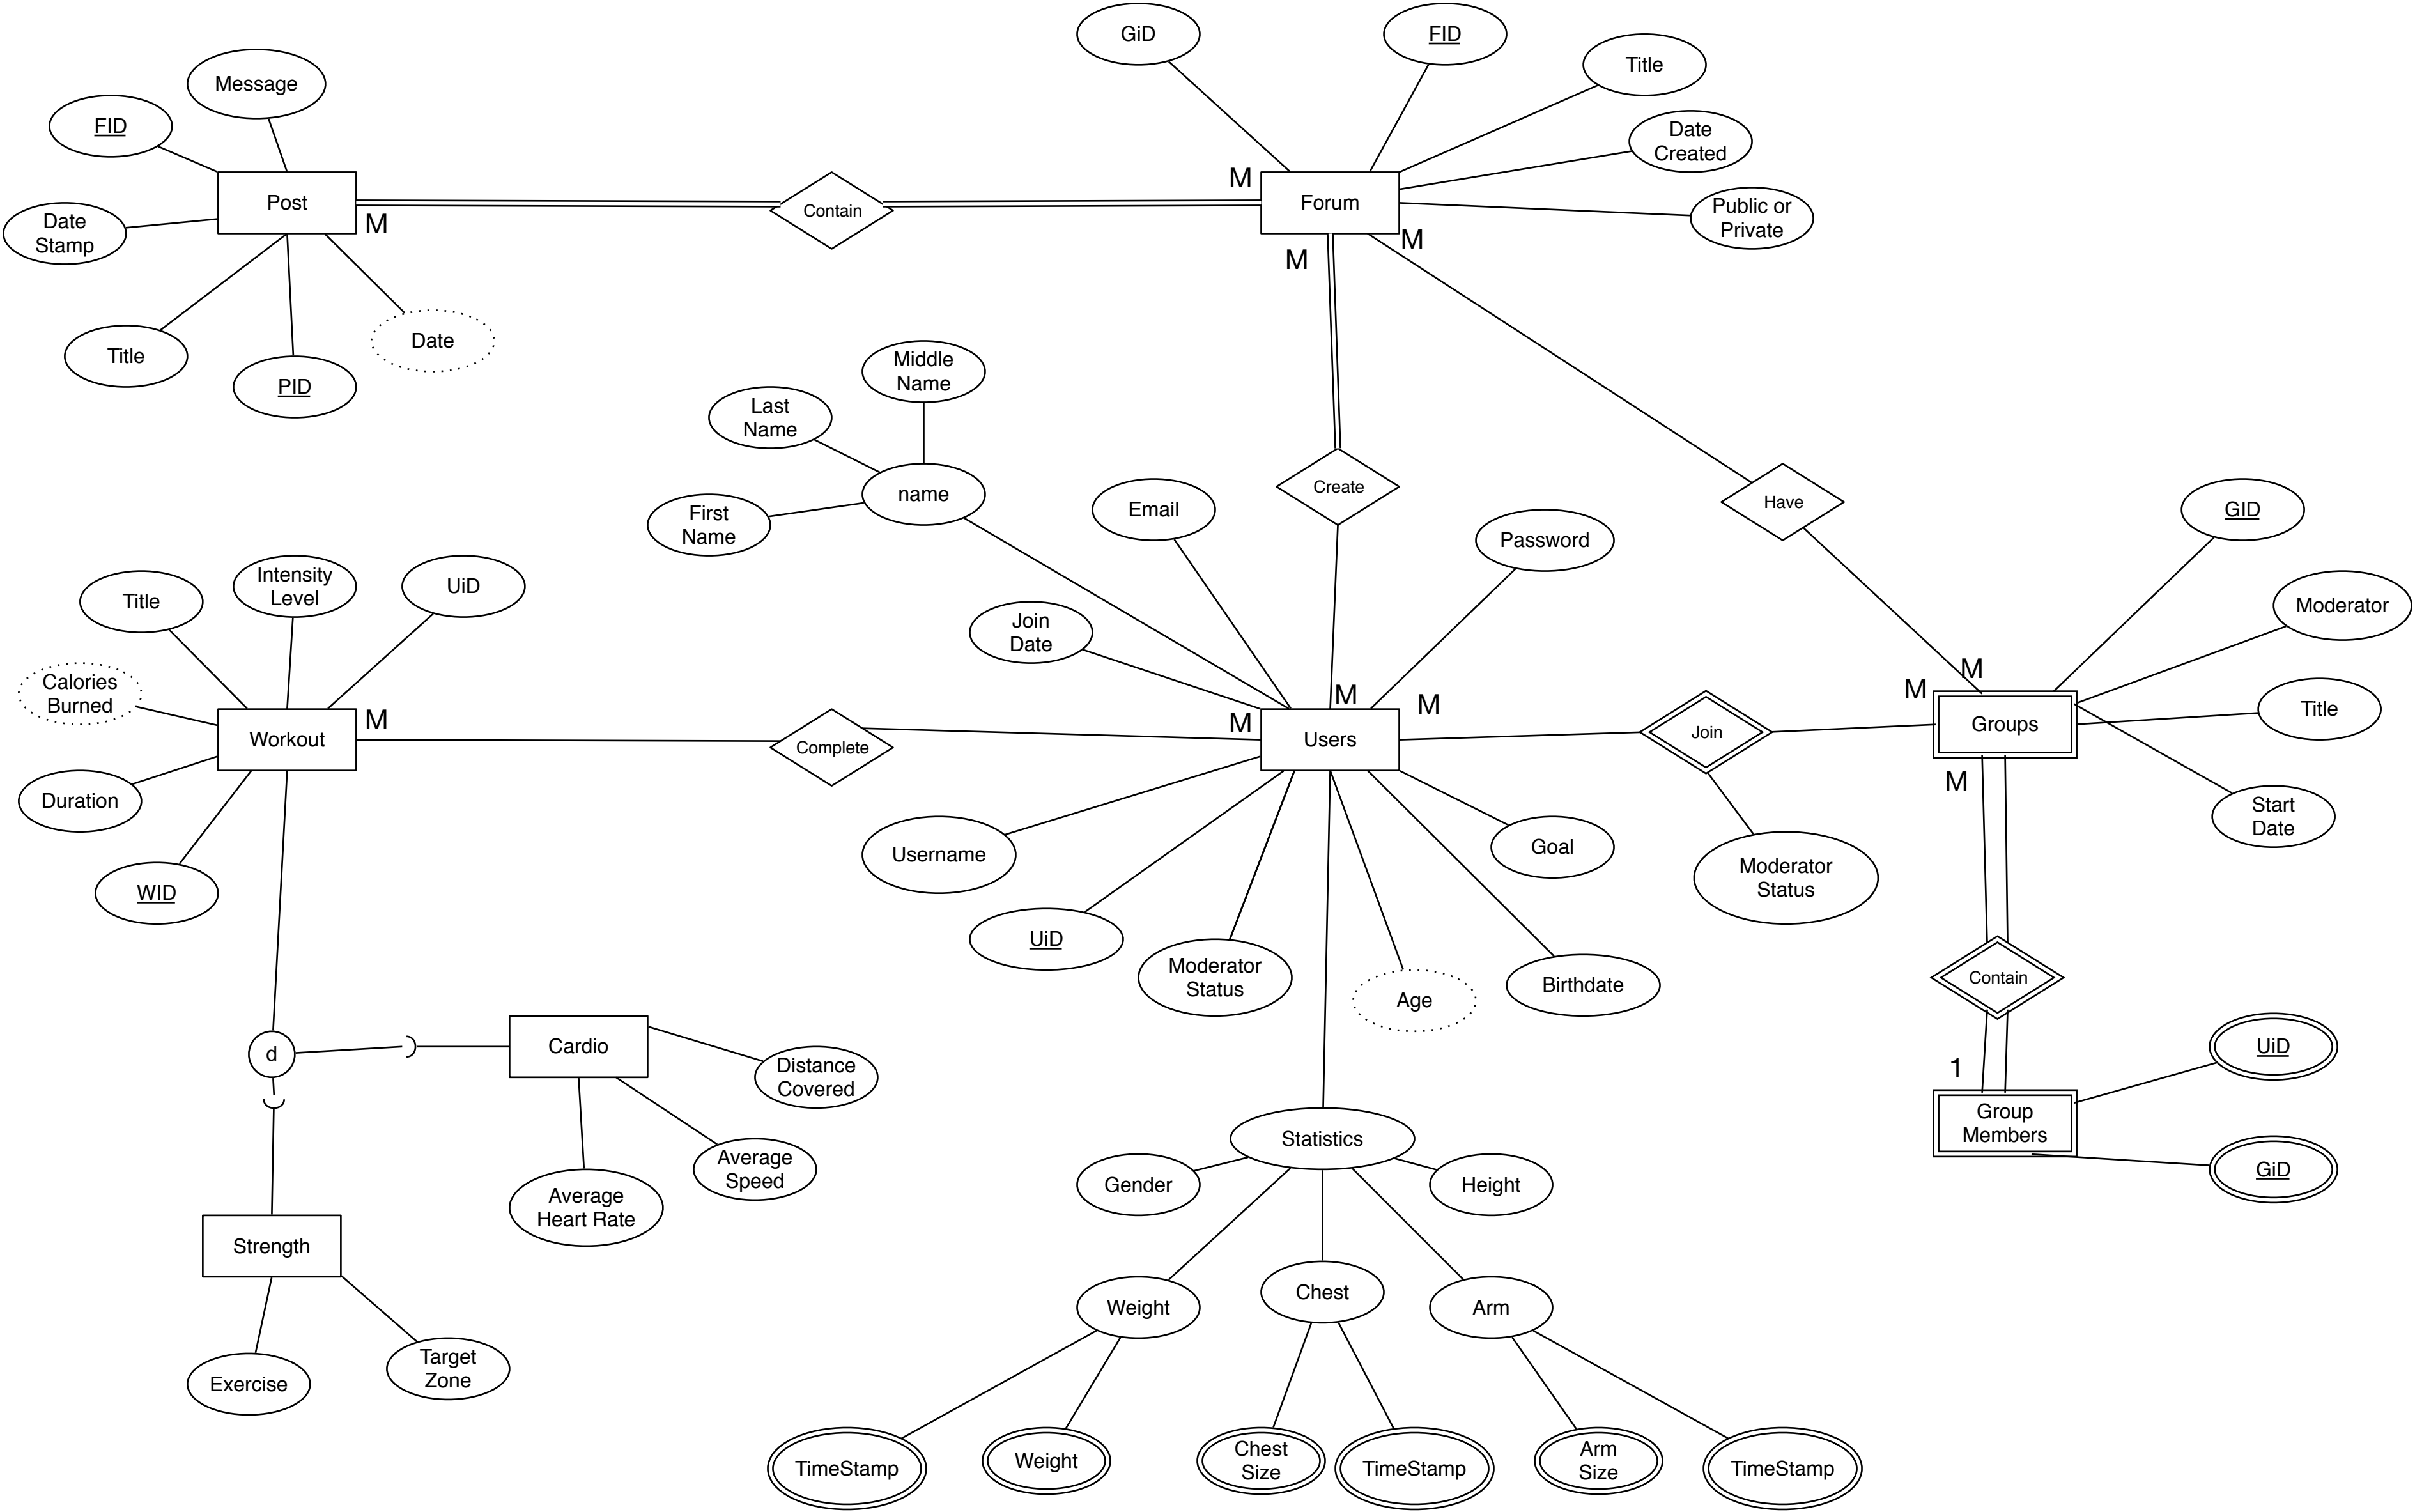 GiD
FID
Title
Date
Created
Public or
Private
Forum
M
M
M
Message
FID
Post
M
Date
Stamp
Title
PID
Date
Contain
Middle
Name
Last
Name
First
Name
name
Email
Create
Have
Password
Join
Date
GID
Moderator
Title
Start
Date
Groups
M
M
M
Title
Intensity
Level
UiD
Calories
Burned
Workout
M
Duration
WID
Complete
M
M
M
Users
Join
Moderator
Status
Username
UiD
Moderator
Status
Age
Birthdate
Goal
Contain
1
Group
Members
UiD
GiD
d
Cardio
Distance
Covered
Average
Speed
Average
Heart Rate
Strength
Exercise
Target
Zone
Statistics
Gender
Height
Weight
Chest
Arm
TimeStamp
Weight
Chest
Size
TimeStamp
Arm
Size
TimeStamp